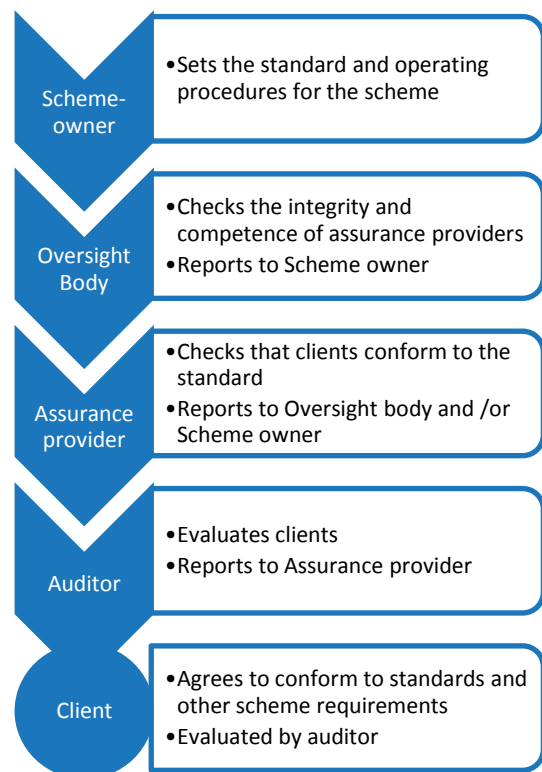 Scheme-
owner
•Sets the standard and operating
procedures for the scheme
Oversight
Body
•Checks the integrity and
competence of assurance providers
•Reports to Scheme owner
Assurance
provider
•Checks that clients conform to the
standard
•Reports to Oversight body and /or
Scheme owner
Auditor
•Evaluates clients
•Reports to Assurance provider
Client
•Agrees to conform to standards and
other scheme requirements
•Evaluated by auditor